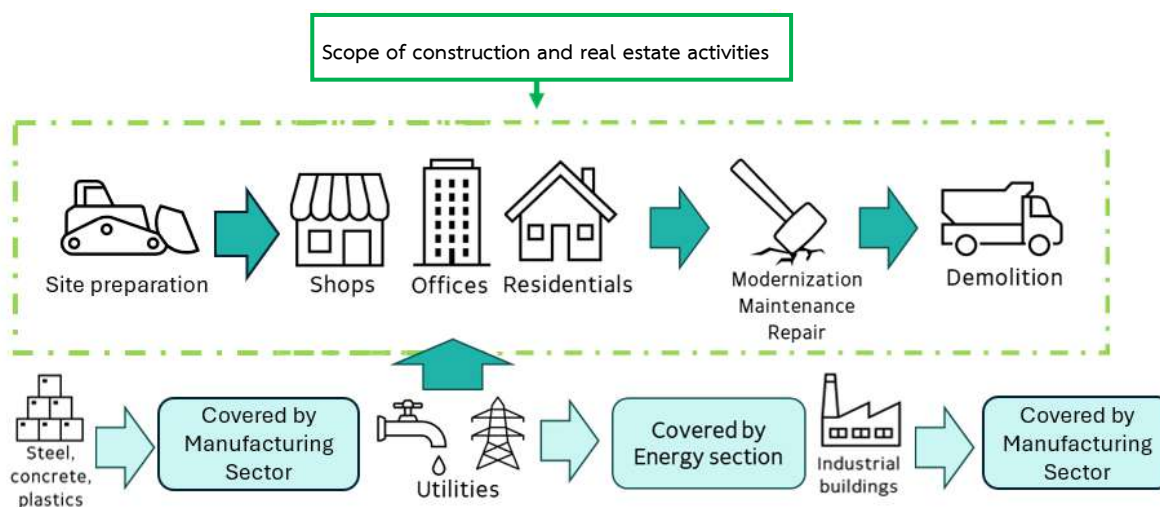 Scope of construction and real estate activities
Site preparation
Shops
Offices
Residentials
Modernization
Maintenance
Repair
Demolition
Steel,
concrete,
plastics
Covered by
Manufacturing
Sector
Utilities
Covered by
Energy section
Industrial
buildings
Covered by
Manufacturing
Sector